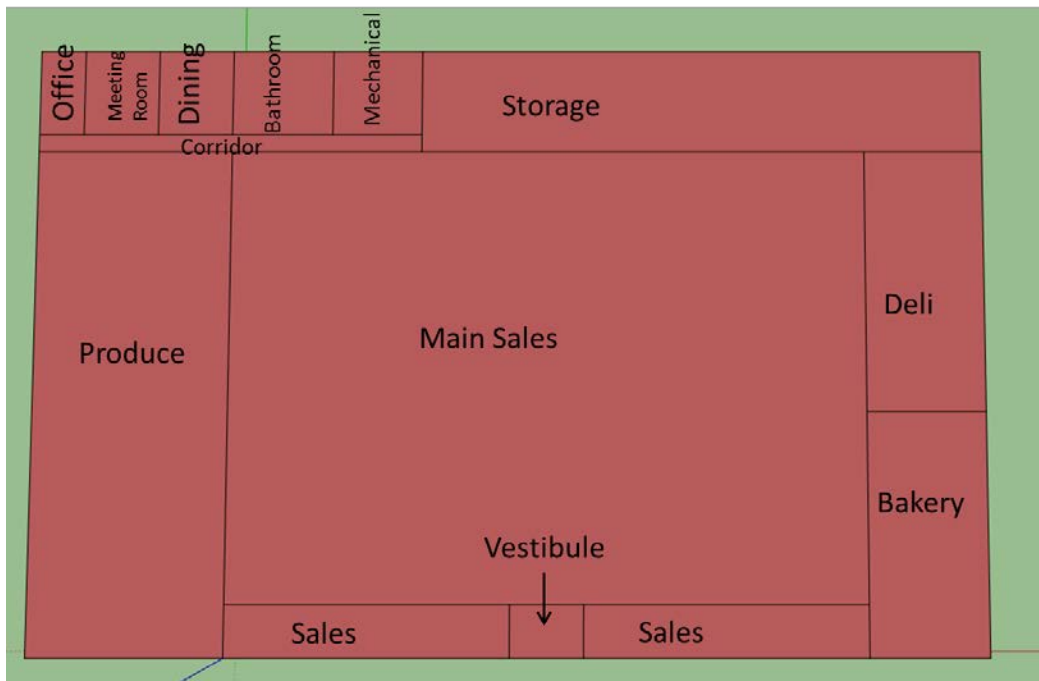 Office
Meeting
Room
Dining
Bathroom
Mechanical
Storage
Corridor
Produce
Main Sales
Deli
Bakery
Vestibule
Sales
Sales